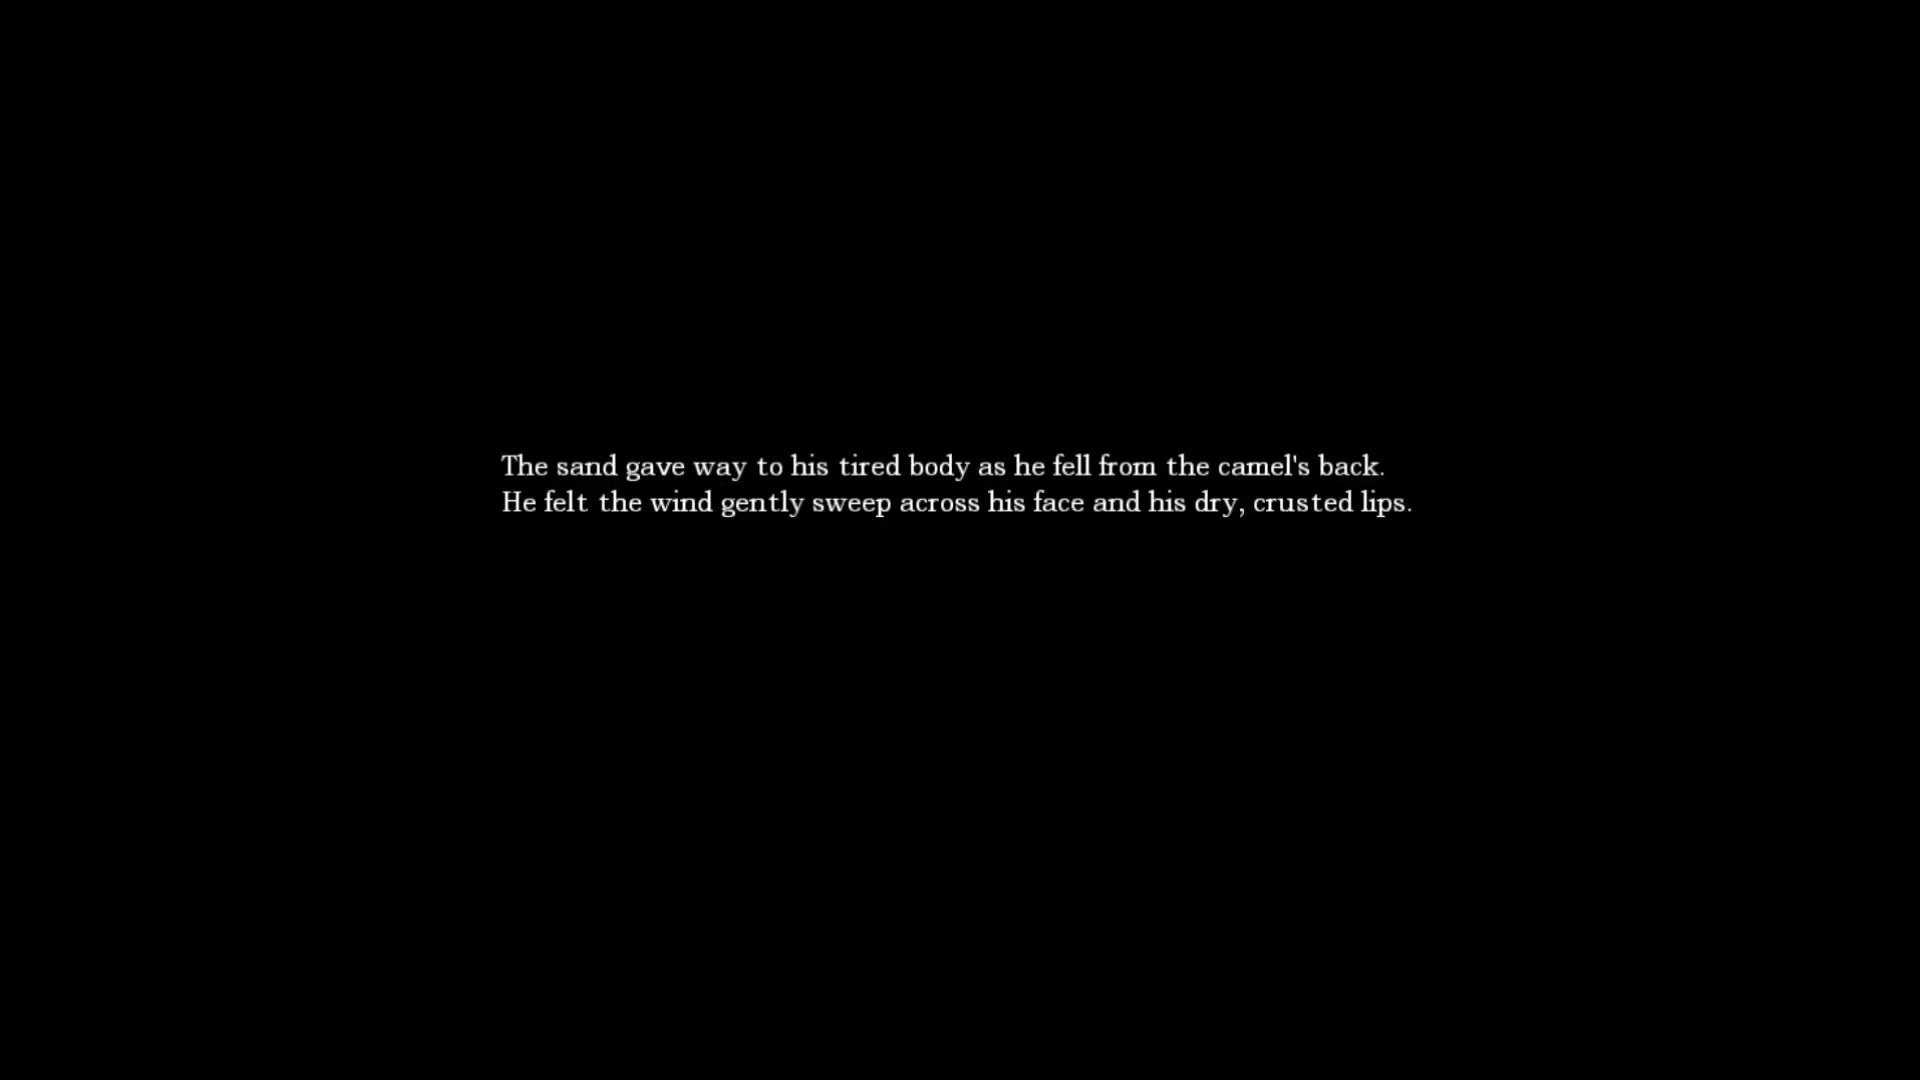 The sand gave way to his tired body as he fell from the camel's back.
He felt the wind gently sweep across his face and his dry, crusted lips.